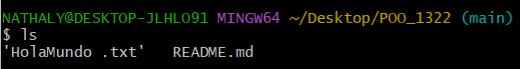 NATHALY@DESKTOP-JLHLO91 MINGW64 ~/Desktop/POO_1322 (main)
$ ls
'HolaMundo .txt'   README.md